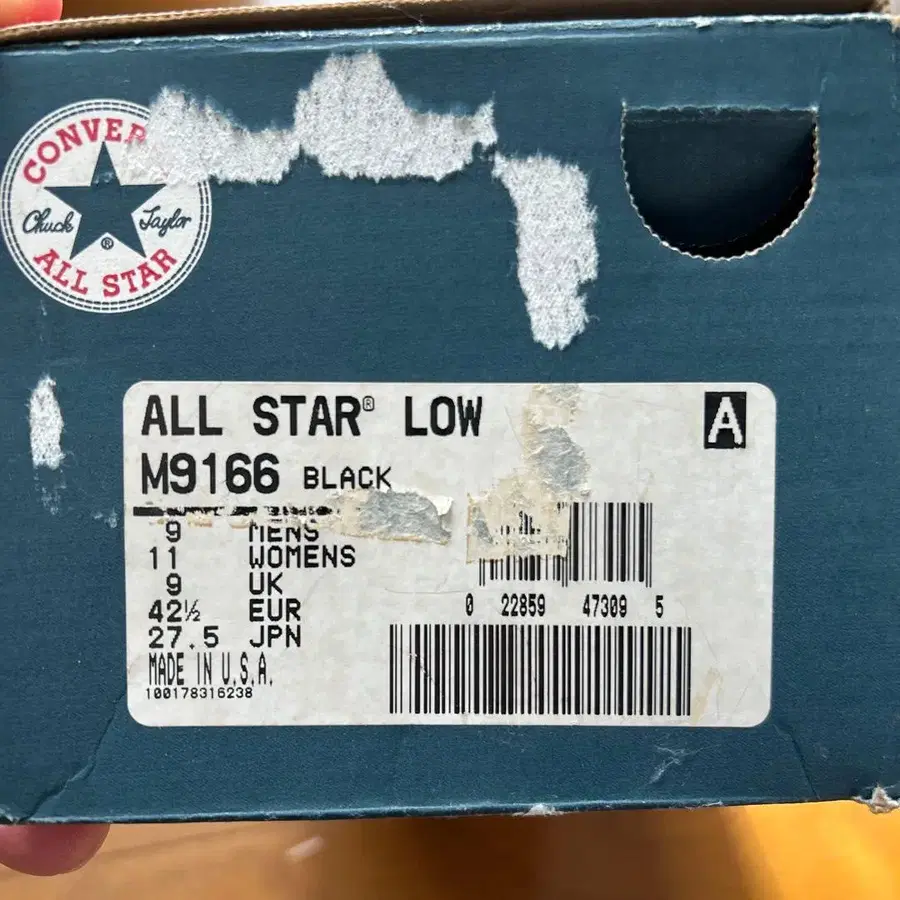 CONVER
Chuck Taylor
®
ALL STAR
ALL STAR® LOW
A
M9166 BLACK
9 MENS
11 WOMENS
9 UK
42½ EUR
27.5 JPN
MADE IN U.S.A.
100178316238
0 22859 47309 5